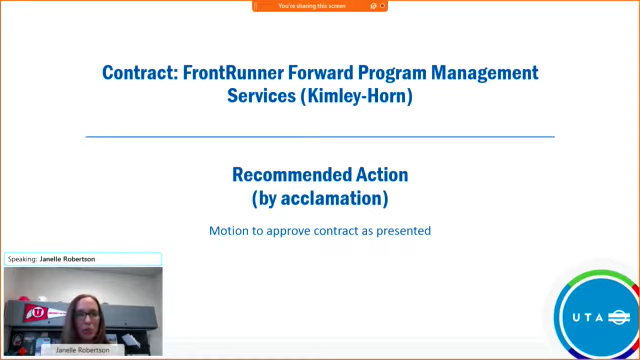 You're sharing this screen
Contract: FrontRunner Forward Program Management
Services (Kimley-Horn)
Recommended Action
(by acclamation)
Motion to approve contract as presented
Speaking: Janelle Robertson
U
Janelle Robertson
UTA